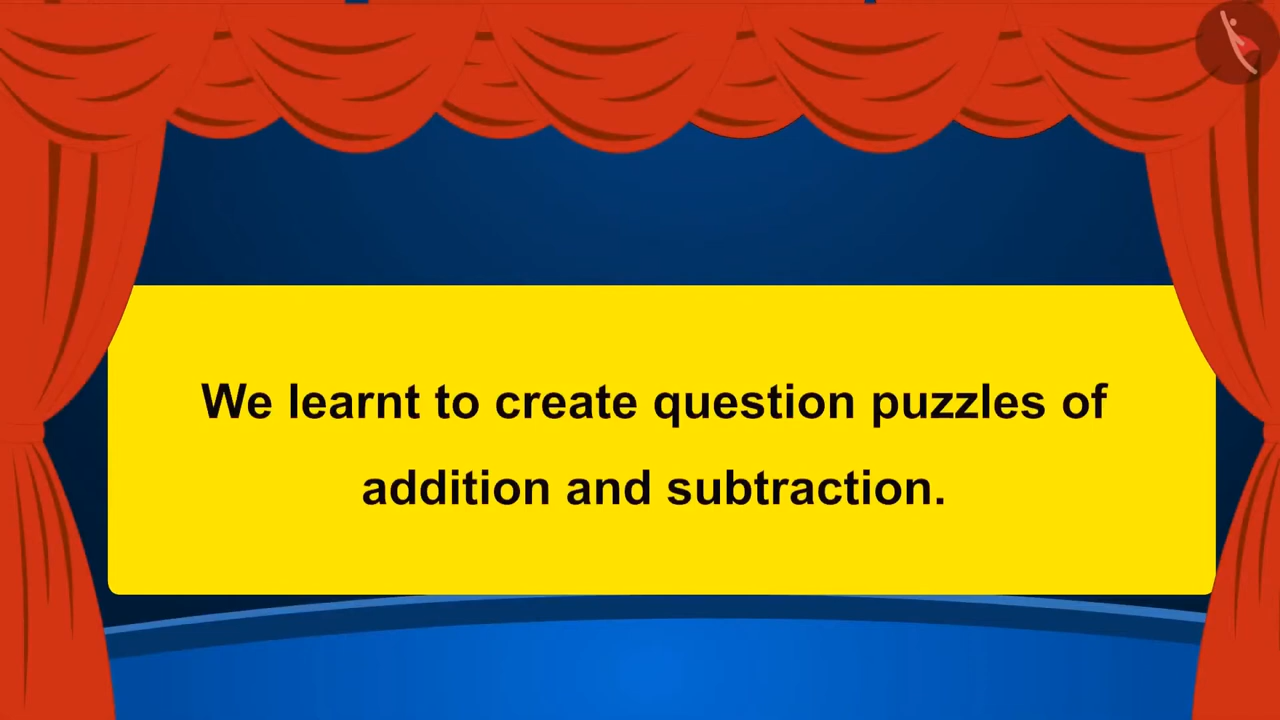 We learnt to create question puzzles of
addition and subtraction.